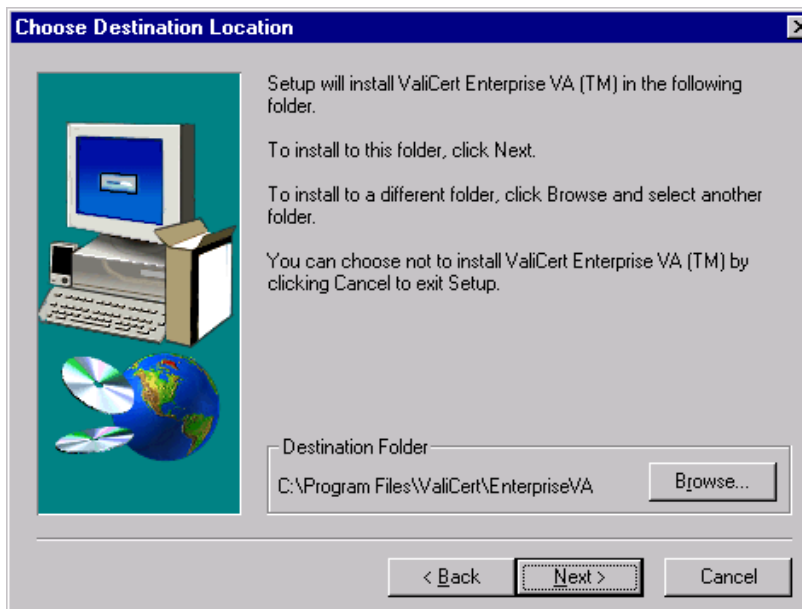 Choose Destination Location
Setup will install ValiCert Enterprise VA (TM) in the following
folder.
To install to this folder, click Next.
To install to a different folder, click Browse and select another
folder.
You can choose not to install ValiCert Enterprise VA (TM) by
clicking Cancel to exit Setup.
Destination Folder
C:\Program Files\ValiCert\EnterpriseVA
Browse...
< Back
Next >
Cancel